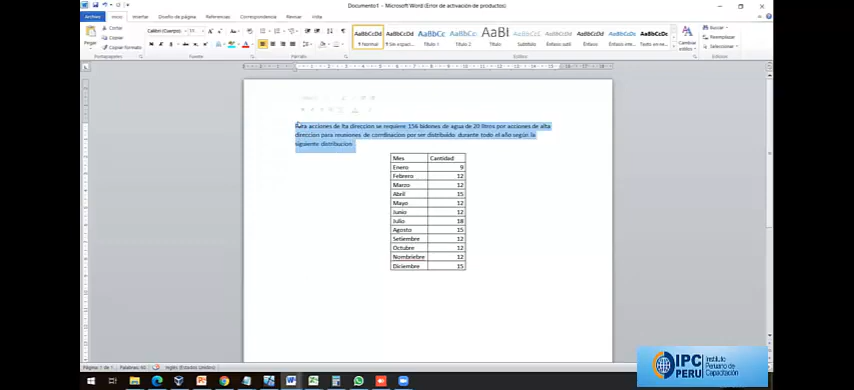 Documento1 - Microsoft Word (Error de activación de productos)
Archivo Inicio Insertar Diseño de página Referencias Correspondencia Revisar Vista
Cortar
Copiar
Copiar formato
Pegar
Portapapeles
Calibri (Cuerpo)
Fuente
Párrafo
AaBbCcDd AaBbCcDd AaBbCc AaBbCc AaBl AaBbCc. AaBbCcDd AaBbCcDd AaBbCcDd AaBbCcDd
¶ Normal ¶ Sin espac... Título 1 Título 2 Título Subtítulo Énfasis sutil Énfasis Énfasis inte... Texto en ne...
Cambiar estilos
Estilos
Buscar
Reemplazar
Seleccionar
Edición
Para acciones de lta direccion se requiere 156 bidones de agua de 20 litros por acciones de alta
direccion para reuniones de cordinacion por ser distribuido durante todo el año según la
siguiente distribucion
Mes Cantidad
Enero 9
Febrero 12
Marzo 12
Abril 15
Mayo 12
Junio 12
Julio 18
Agosto 15
Setiembre 12
Octubre 12
Nombriebre 12
Diciembre 15
Página: 1 de 1 Palabras: 60 Inglés (Estados Unidos)
IPC PERU
Instituto
Peruano de
Capacitación